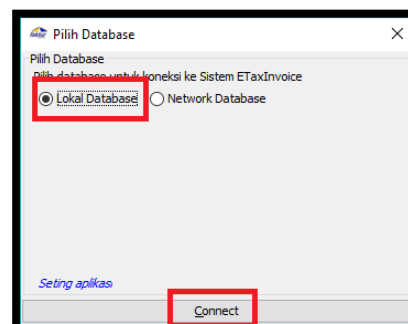 Pilih Database
Pilih Database
Pilih database untuk koneksi ke Sistem ETaxInvoice
Lokal Database Network Database
Seting aplikasi
Connect